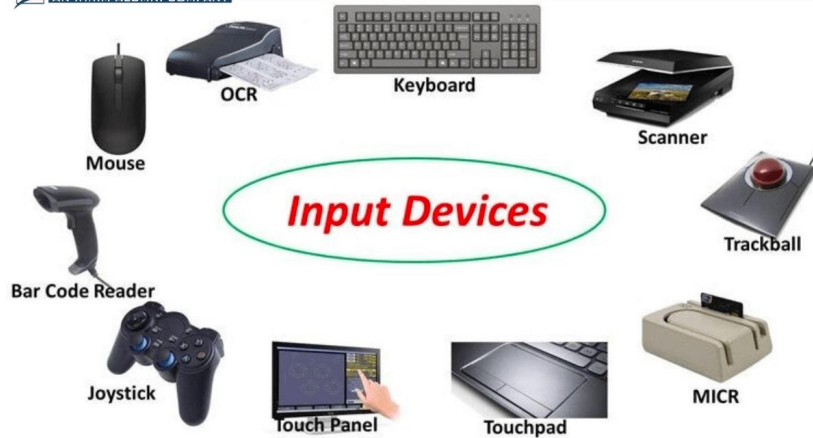 OCR
Keyboard
Scanner
Mouse
Input Devices
Trackball
Bar Code Reader
Joystick
Touch Panel
Touchpad
MICR